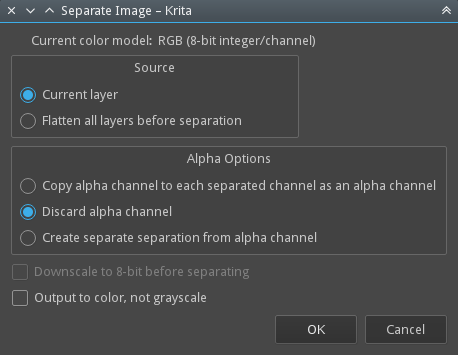 Separate Image – Krita
Current color model: RGB (8-bit integer/channel)
Source
Current layer
Flatten all layers before separation
Alpha Options
Copy alpha channel to each separated channel as an alpha channel
Discard alpha channel
Create separate separation from alpha channel
Downscale to 8-bit before separating
Output to color, not grayscale
OK Cancel